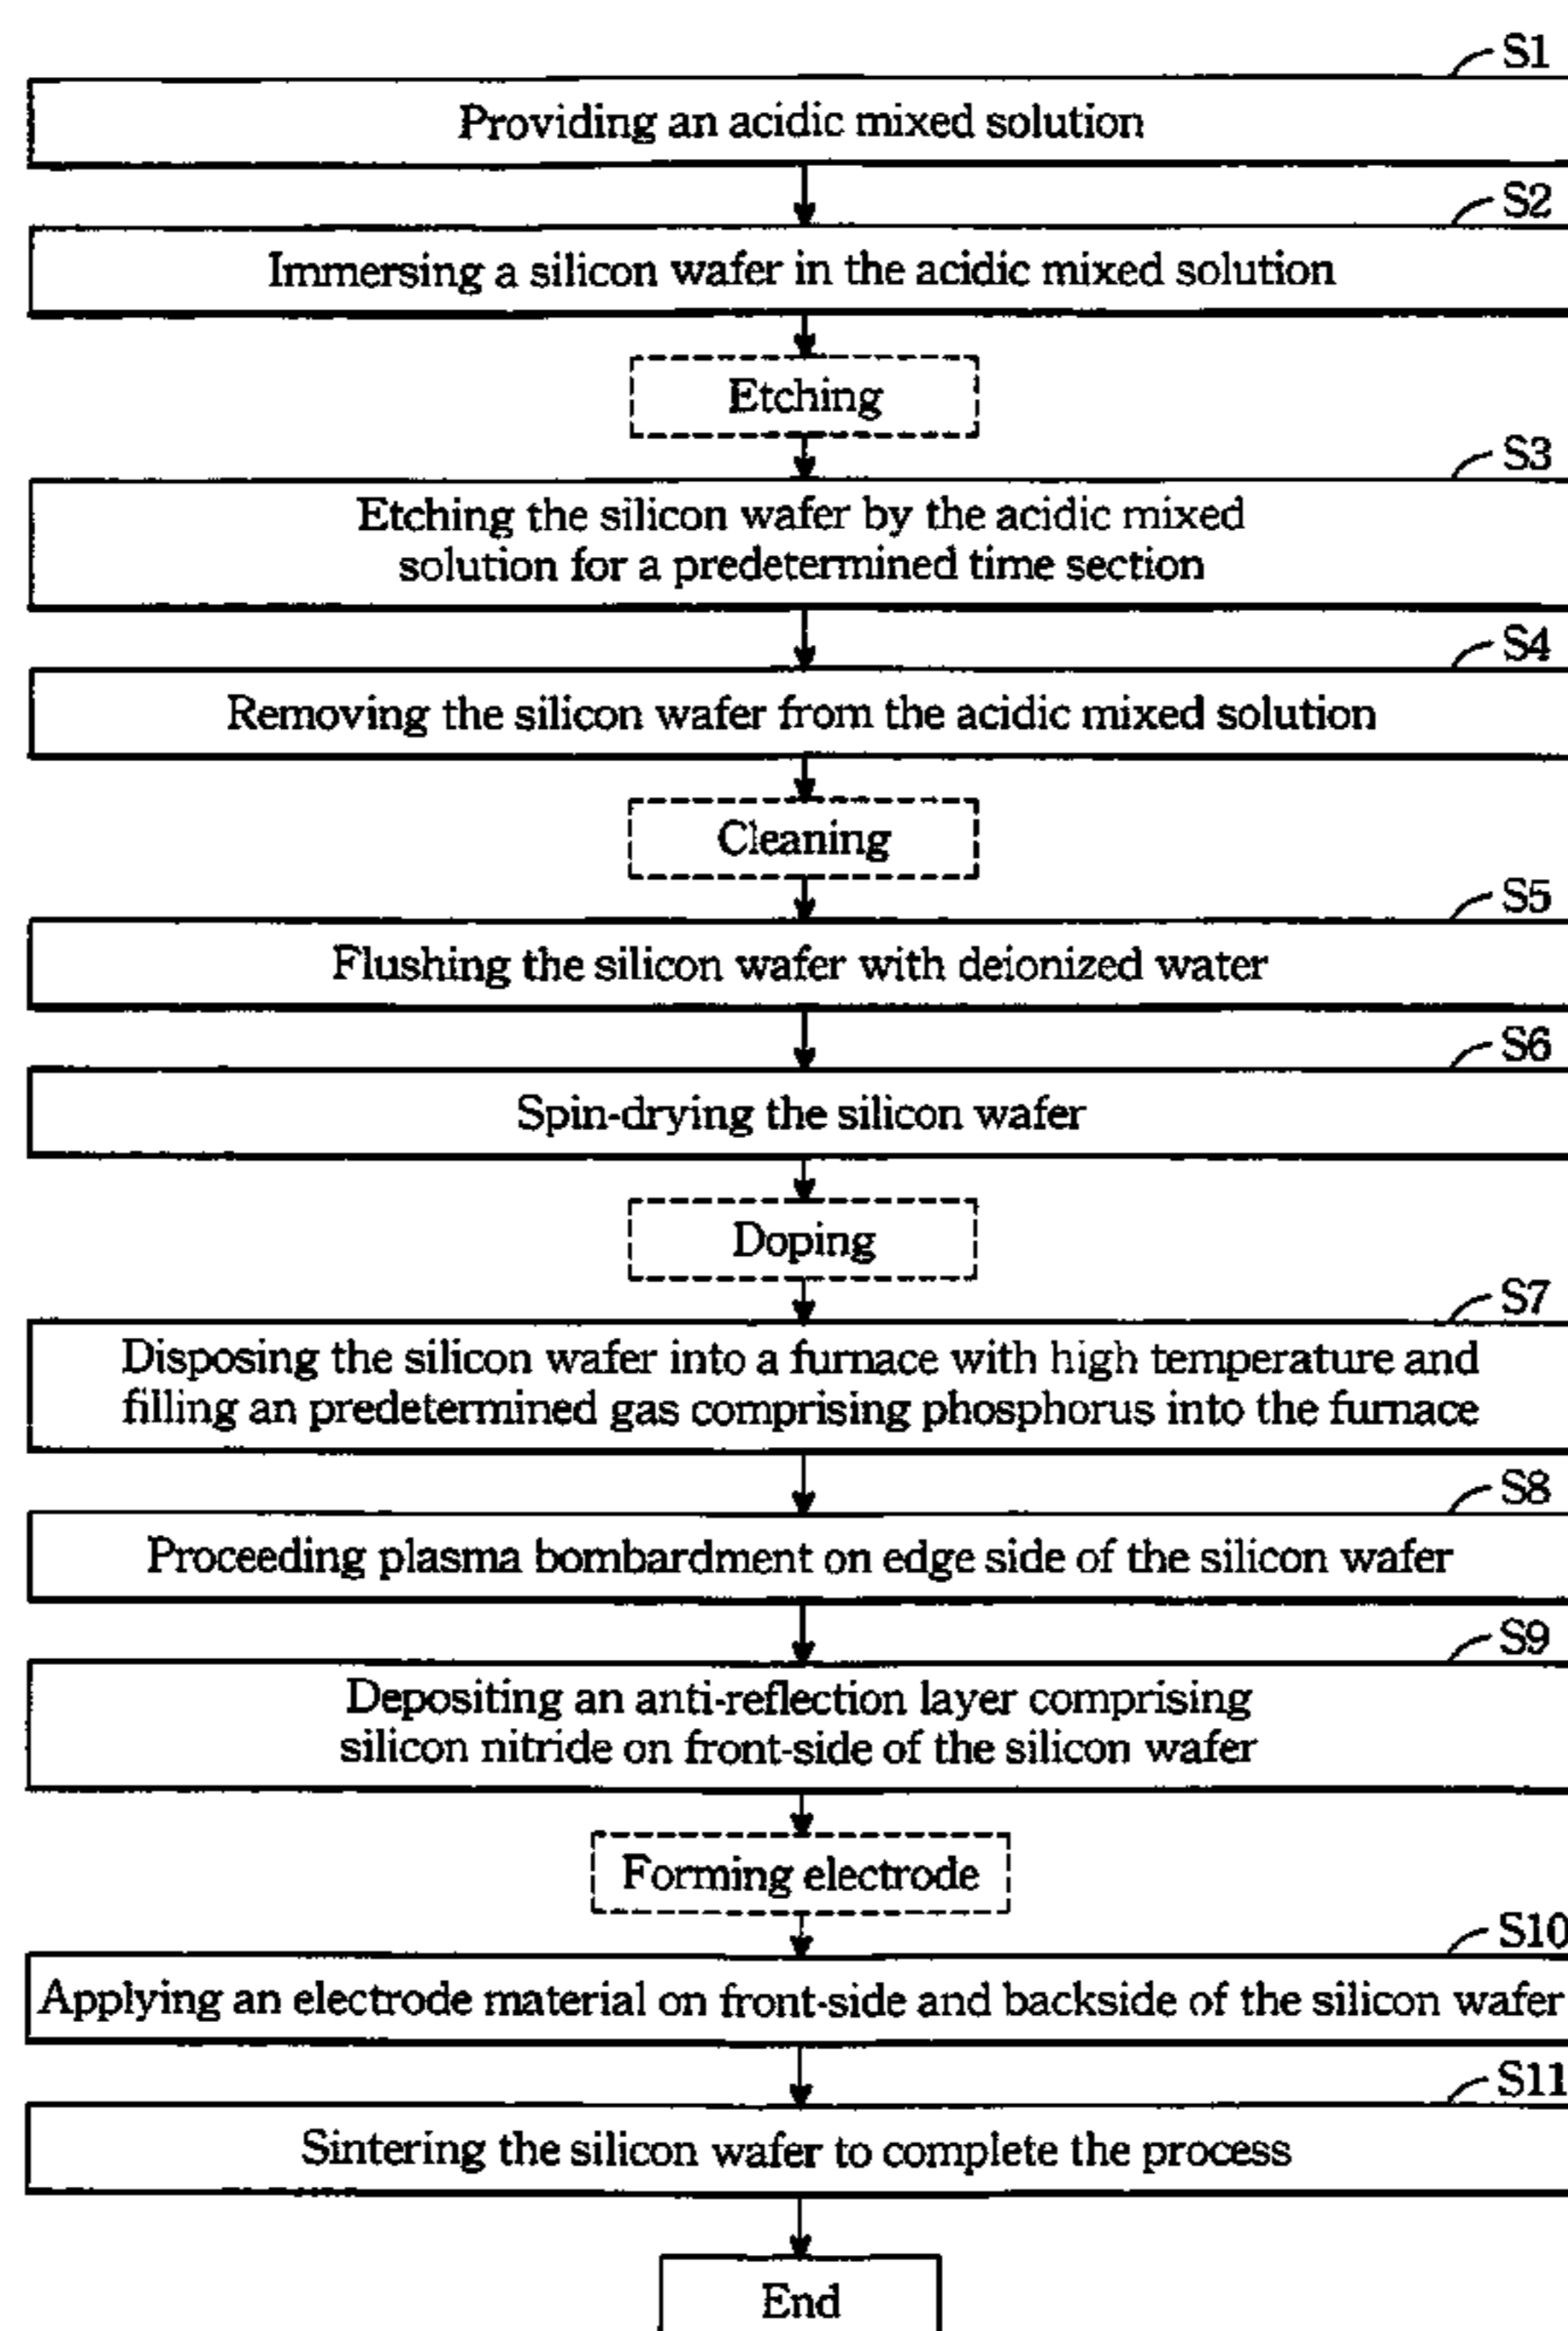 S1
Providing an acidic mixed solution
S2
Immersing a silicon wafer in the acidic mixed solution
Etching
S3
Etching the silicon wafer by the acidic mixed
solution for a predetermined time section
S4
Removing the silicon wafer from the acidic mixed solution
Cleaning
S5
Flushing the silicon wafer with deionized water
S6
Spin-drying the silicon wafer
Doping
S7
Disposing the silicon wafer into a furnace with high temperature and
filling an predetermined gas comprising phosphorus into the furnace
S8
Proceeding plasma bombardment on edge side of the silicon wafer
S9
Depositing an anti-reflection layer comprising
silicon nitride on front-side of the silicon wafer
Forming electrode
S10
Applying an electrode material on front-side and backside of the silicon wafer
S11
Sintering the silicon wafer to complete the process
End